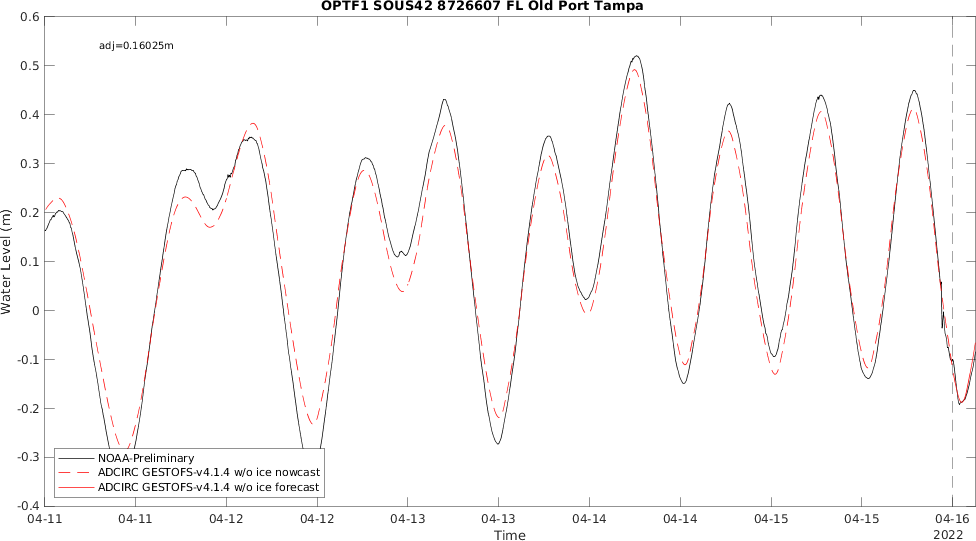 OPTF1 SOUS42 8726607 FL Old Port Tampa
adj=0.16025m
0.6
0.5
0.4
0.3
0.2
0.1
0
-0.1
-0.2
-0.3
-0.4
Water Level (m)
NOAA-Preliminary
ADCIRC GESTOFS-v4.1.4 w/o ice nowcast
ADCIRC GESTOFS-v4.1.4 w/o ice forecast
04-11 04-11 04-12 04-12 04-13 04-13 04-14 04-14 04-15 04-15 04-16
2022
Time